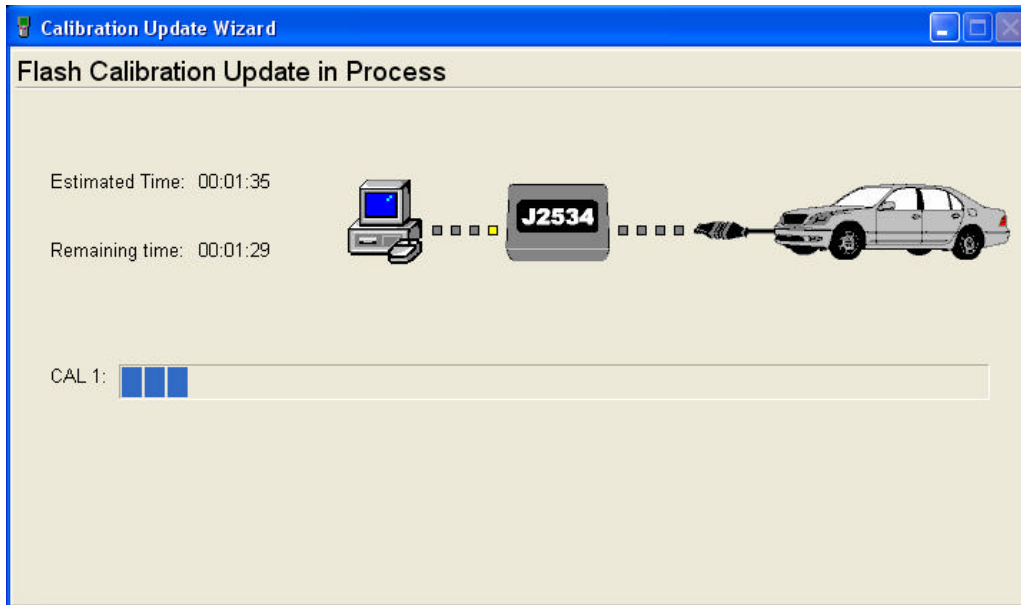 Calibration Update Wizard
Flash Calibration Update in Process
Estimated Time: 00:01:35
J2534
Remaining time: 00:01:29
CAL 1: